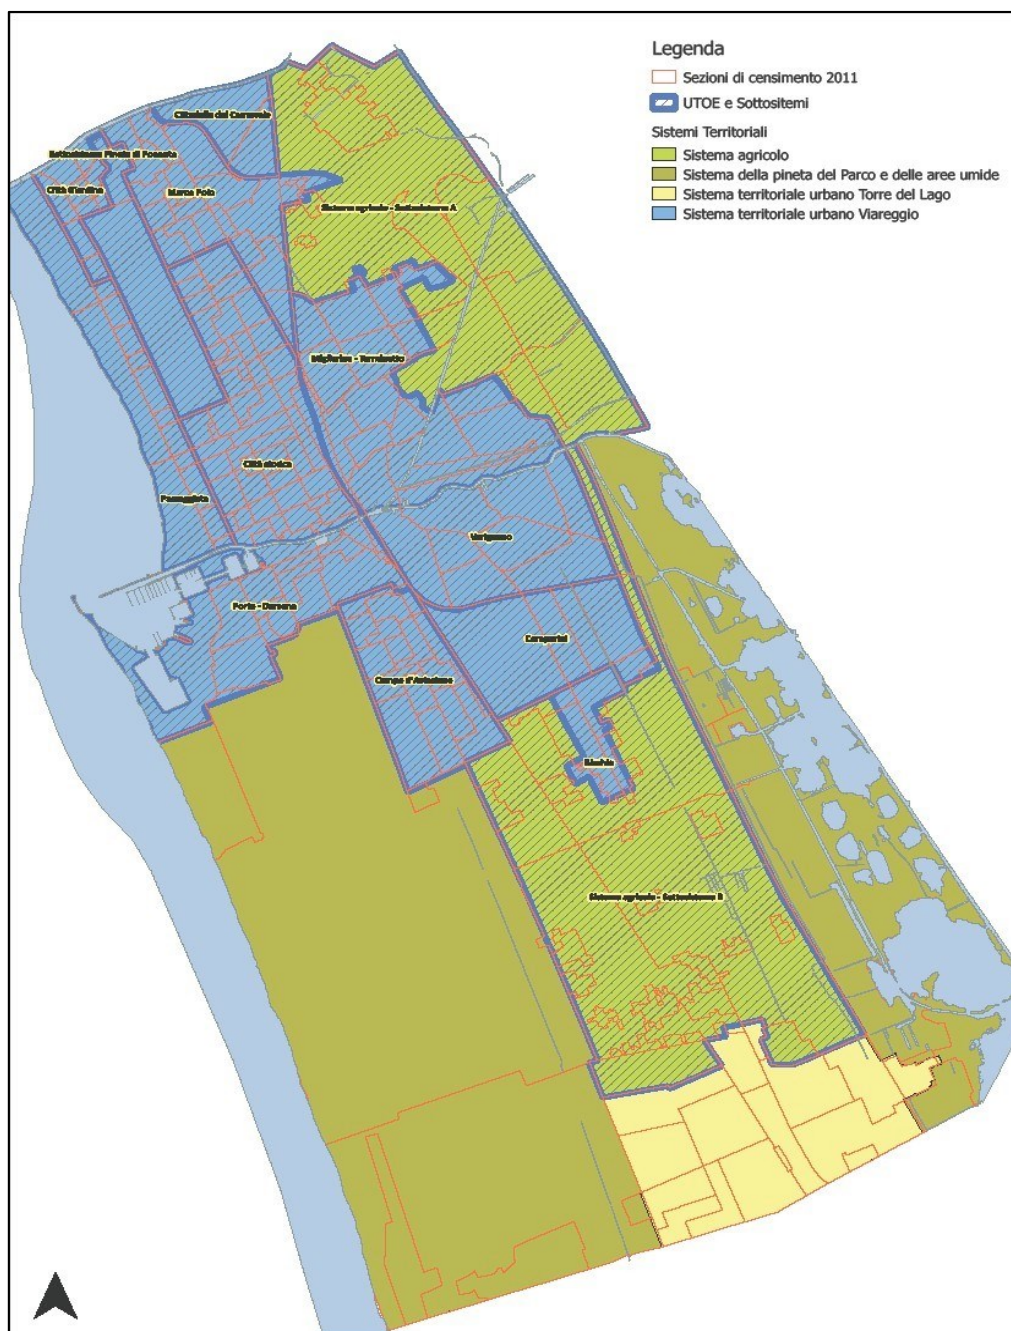 Legenda
Sezioni di censimento 2011
UTOE e Sottositemi
Sistemi Territoriali
Sistema agricolo
Sistema della pineta del Parco e delle aree umide
Sistema territoriale urbano Torre del Lago
Sistema territoriale urbano Viareggio
Cittadella del Carnevale
Sottosistema Pineta di Ponente
Città Giardino
Marco Polo
Sistema agricolo - Sottosistema A
Migliarina - Terminetto
Città storica
Passeggiata
Varignano
Porto - Darsena
Campo d'Aviazione
Bicchio
Sistema agricolo - Sottosistema B